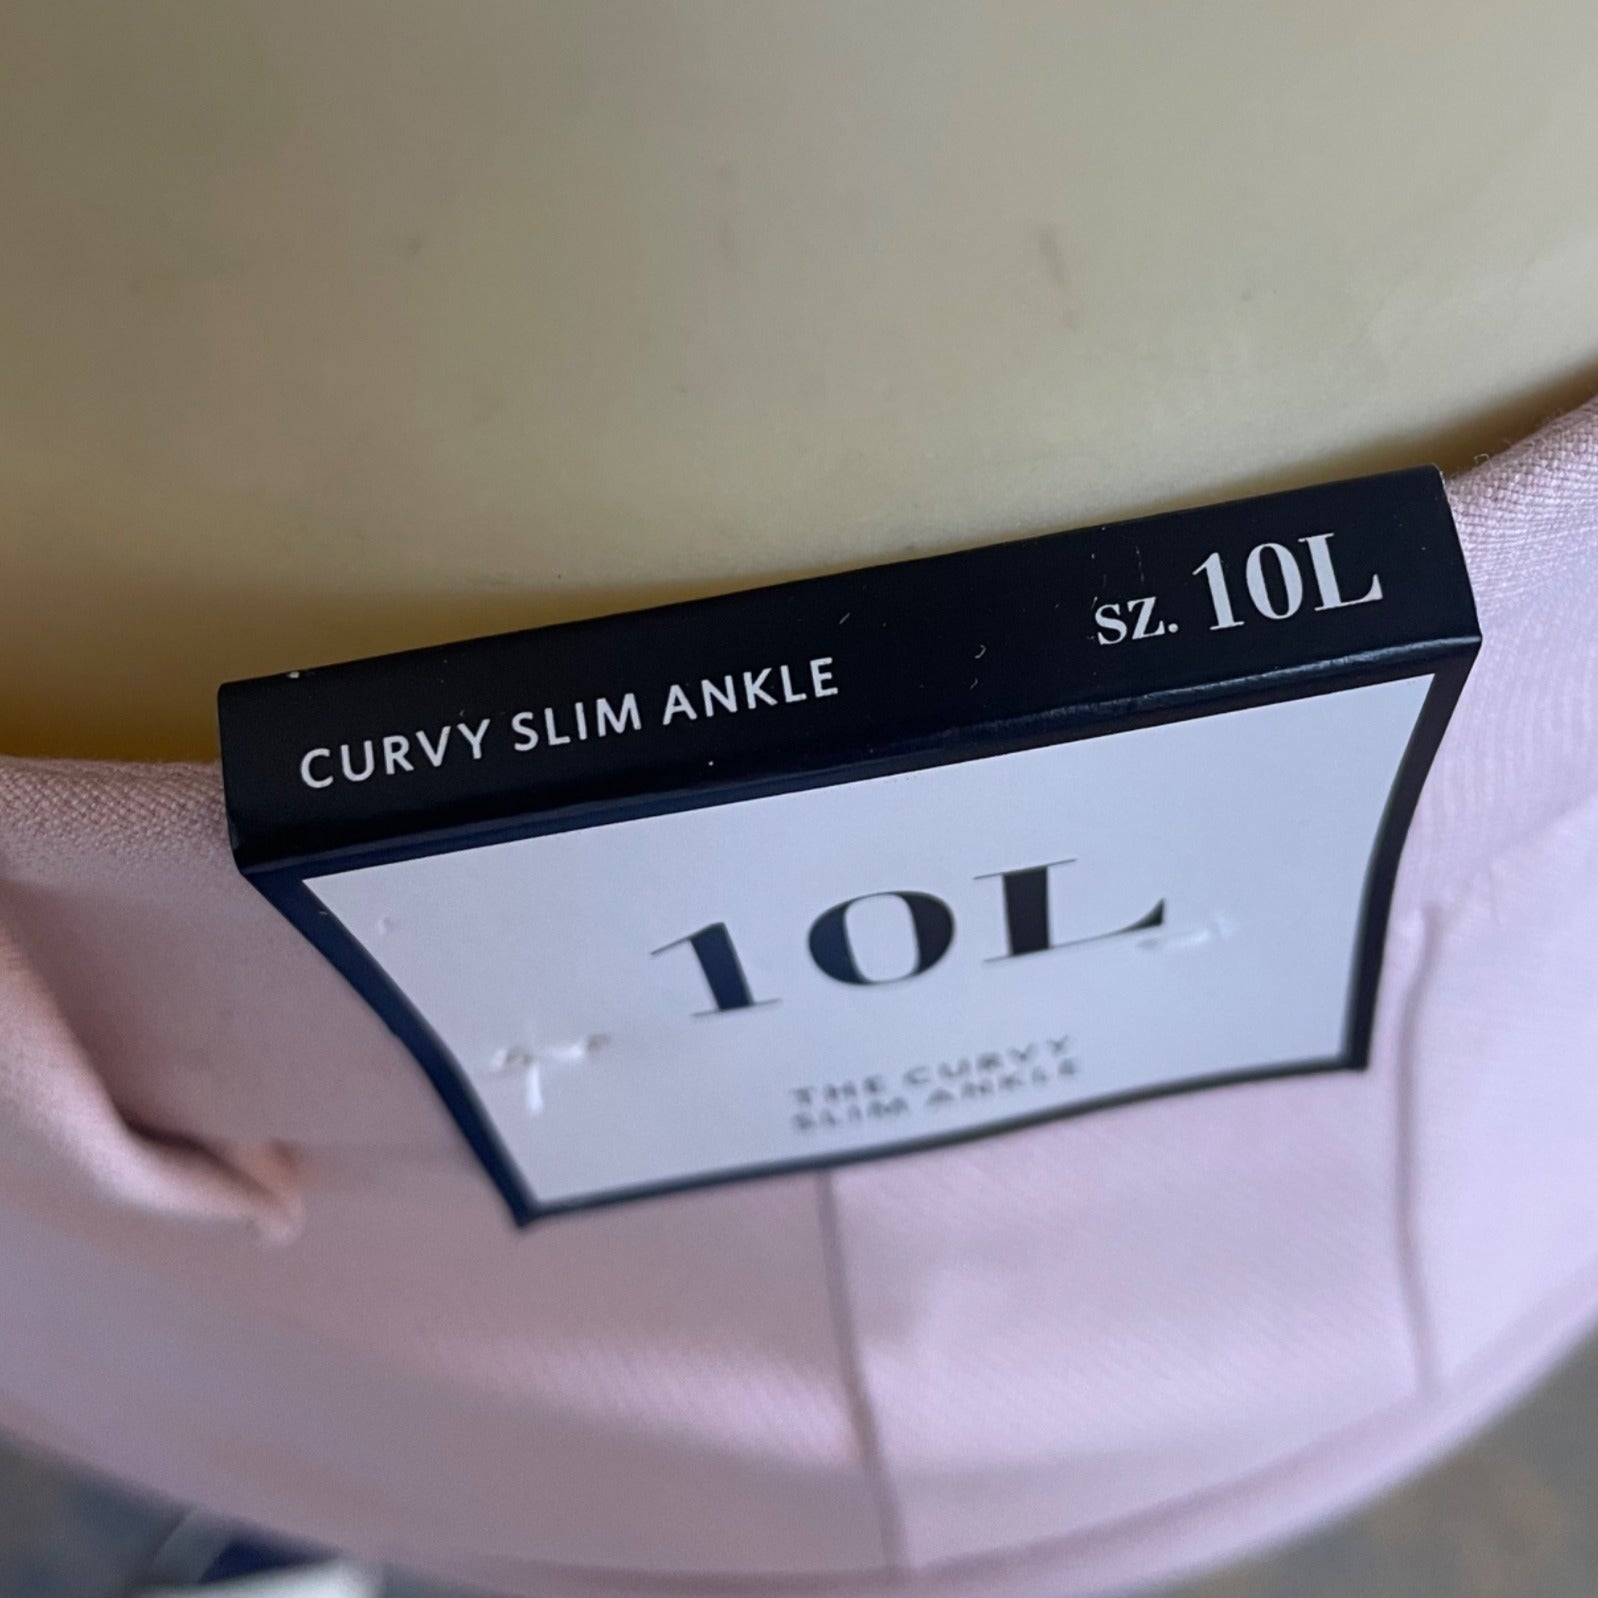 CURVY SLIM ANKLE
sz. 10L
10L
THE CURVY
SLIM ANKLE